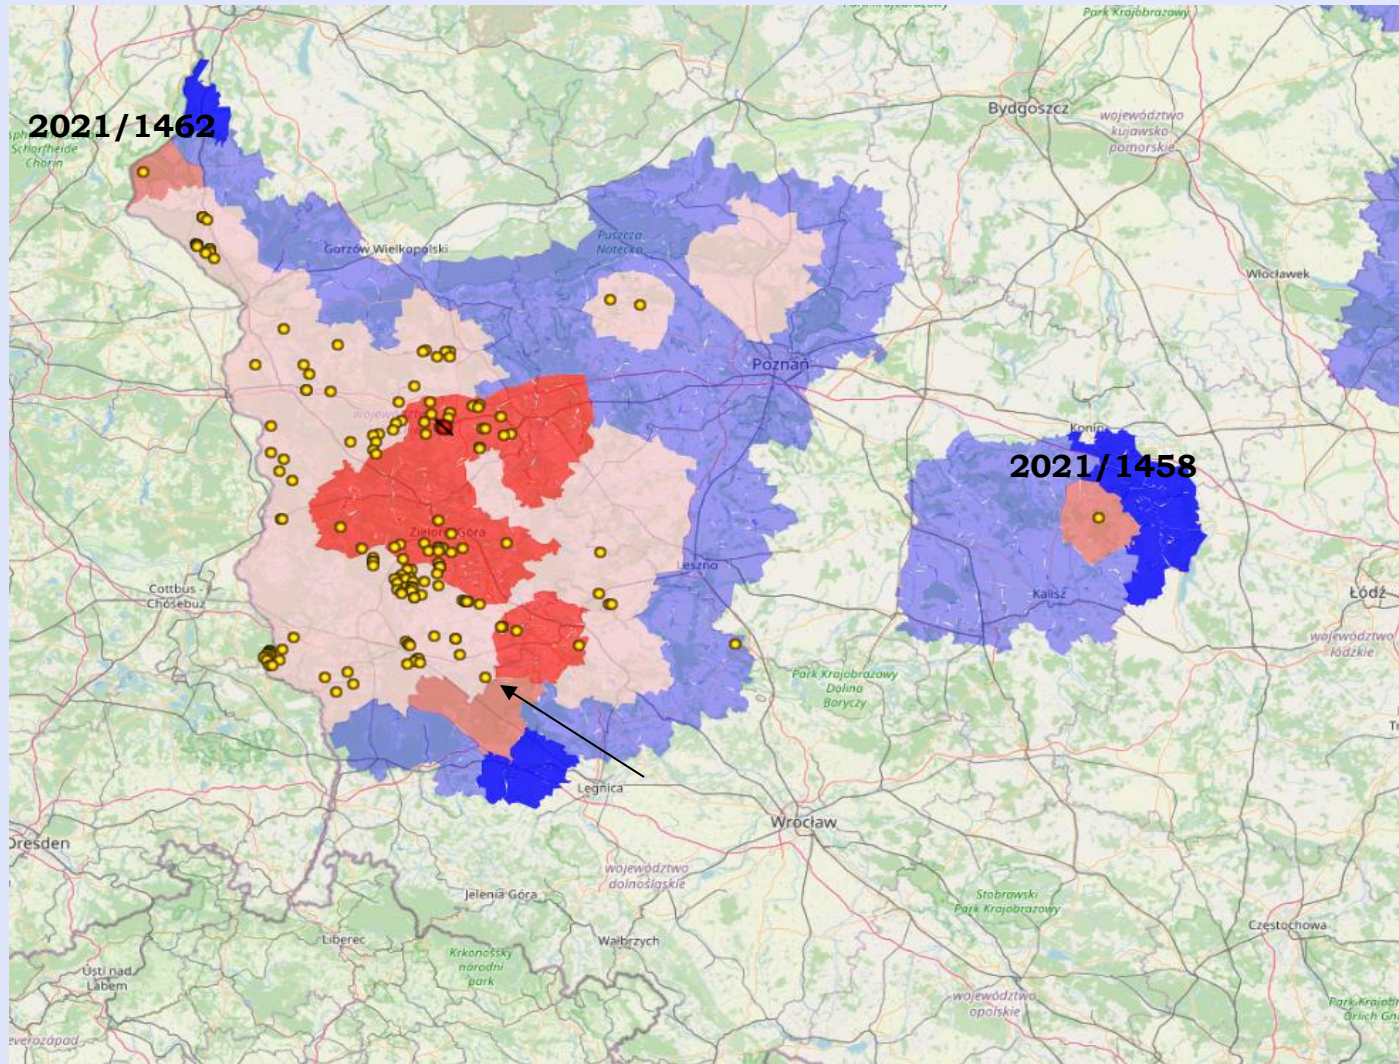 Park Krajobrazowy
Park Krajobrazowy
Bydgoszcz
województwo
kujawsko
pomorskie
2021/1462
Schorfheide
Chorin
Gorzów Wielkopolski
Puszcza
Notecka
Włocławek
Poznań
Konin
2021/1458
Zielona Góra
Leszno
Cottbus -
Chóśebuz
Kalisz
Łódź
województwo
łódzkie
Park Krajobrazowy
Dolina
Baryczy
Legnica
Wrocław
Dresden
województwo
dolnośląskie
Jelenia Góra
Stobrawski
Park Krajobrazowy
Częstochowa
Liberec
Wałbrzych
Krkonošský
národní
park
Ústí nad
Labem
województwo
opolskie
Park Krajobr
Orlich Gn
everozápad